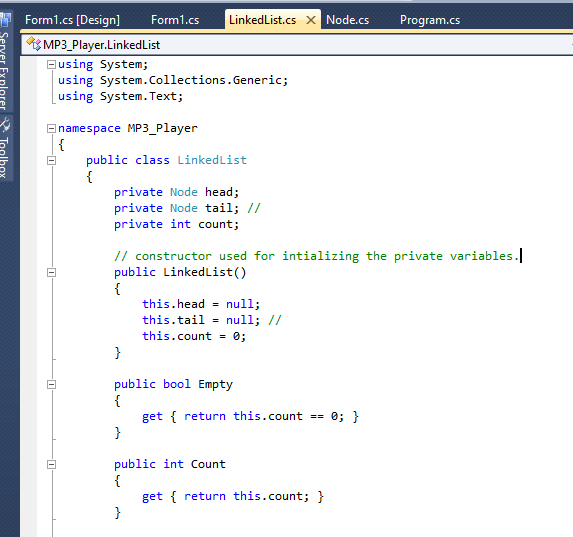 Form1.cs [Design] Form1.cs LinkedList.cs Node.cs Program.cs
Server Explorer
Toolbox
MP3_Player.LinkedList
using System;
using System.Collections.Generic;
using System.Text;
namespace MP3_Player
{
public class LinkedList
{
private Node head;
private Node tail; //
private int count;
// constructor used for intializing the private variables.
public LinkedList()
{
this.head = null;
this.tail = null; //
this.count = 0;
}
public bool Empty
{
get { return this.count == 0; }
}
public int Count
{
get { return this.count; }
}